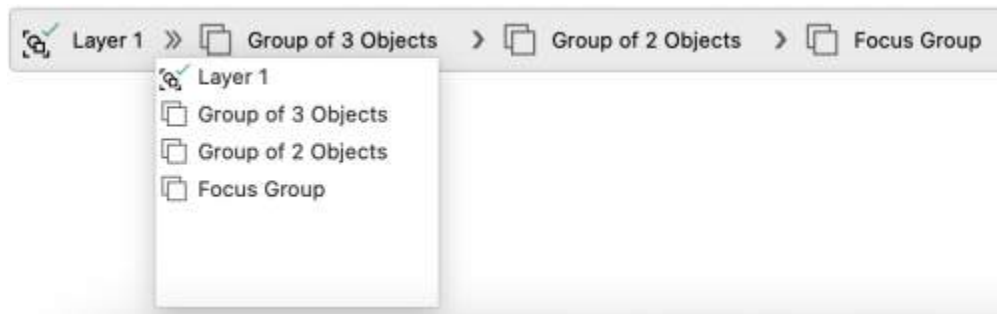 Layer 1 » Group of 3 Objects › Group of 2 Objects › Focus Group
Layer 1
Group of 3 Objects
Group of 2 Objects
Focus Group